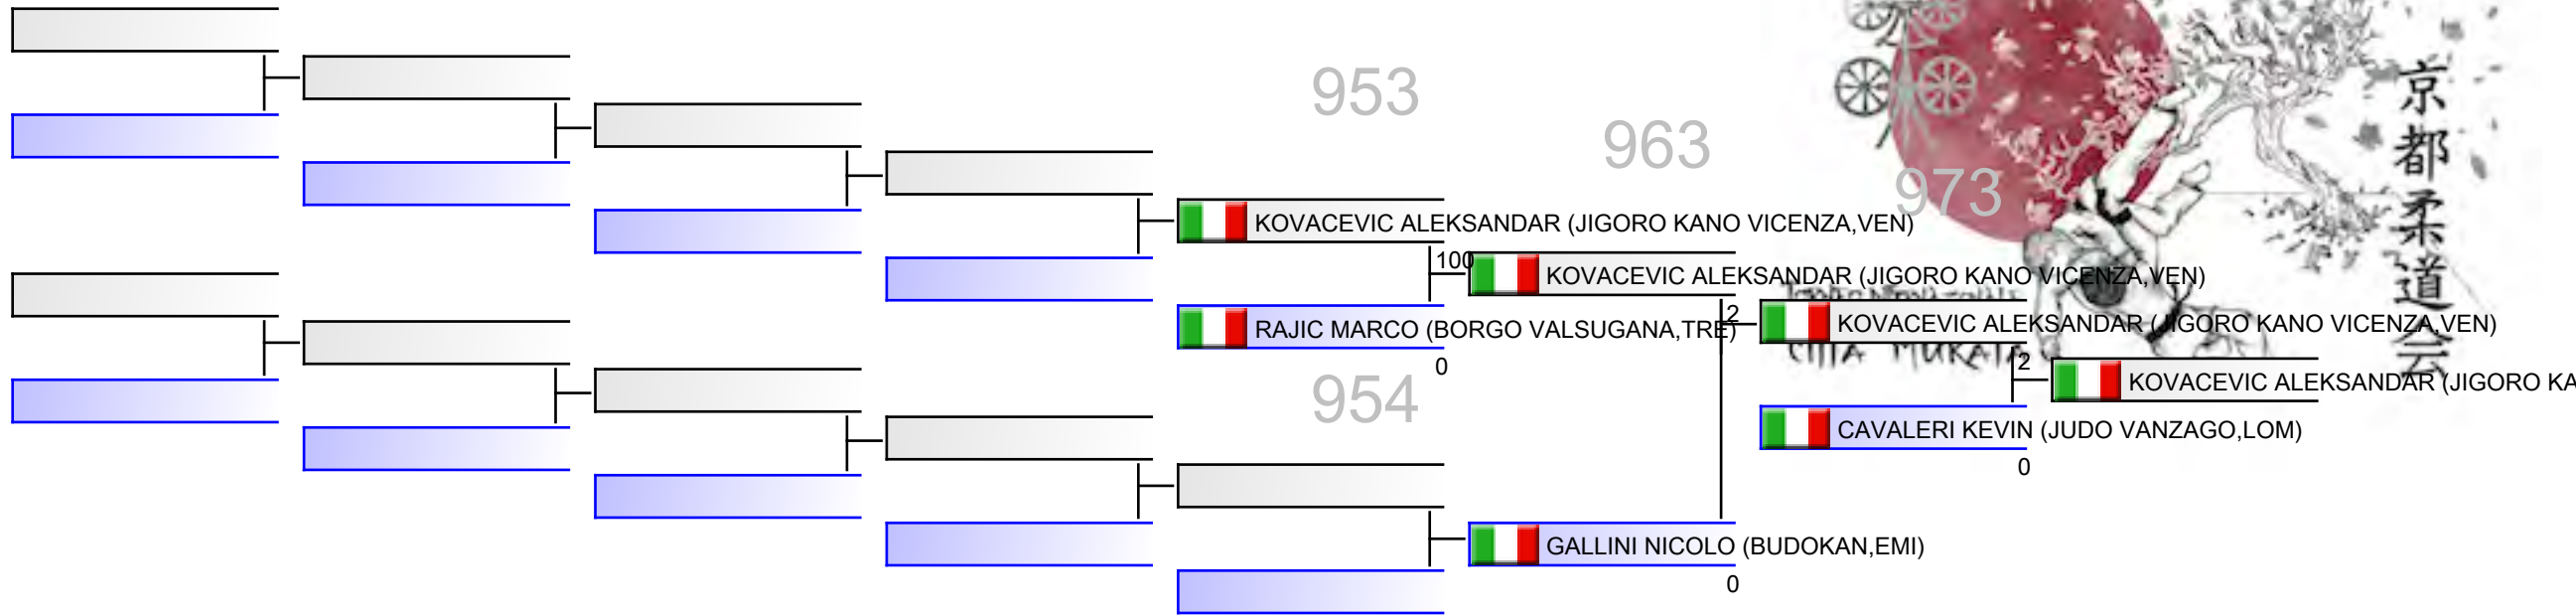 953
963
973
KOVACEVIC ALEKSANDAR (JIGORO KANO VICENZA,VEN)
100
KOVACEVIC ALEKSANDAR (JIGORO KANO VICENZA,VEN)
RAJIC MARCO (BORGO VALSUGANA,TRE)
0
2
KOVACEVIC ALEKSANDAR (JIGORO KANO VICENZA,VEN)
2
KOVACEVIC ALEKSANDAR (JIGORO KA
CAVALERI KEVIN (JUDO VANZAGO,LOM)
0
954
GALLINI NICOLO (BUDOKAN,EMI)
0
京都柔道会
MURATA